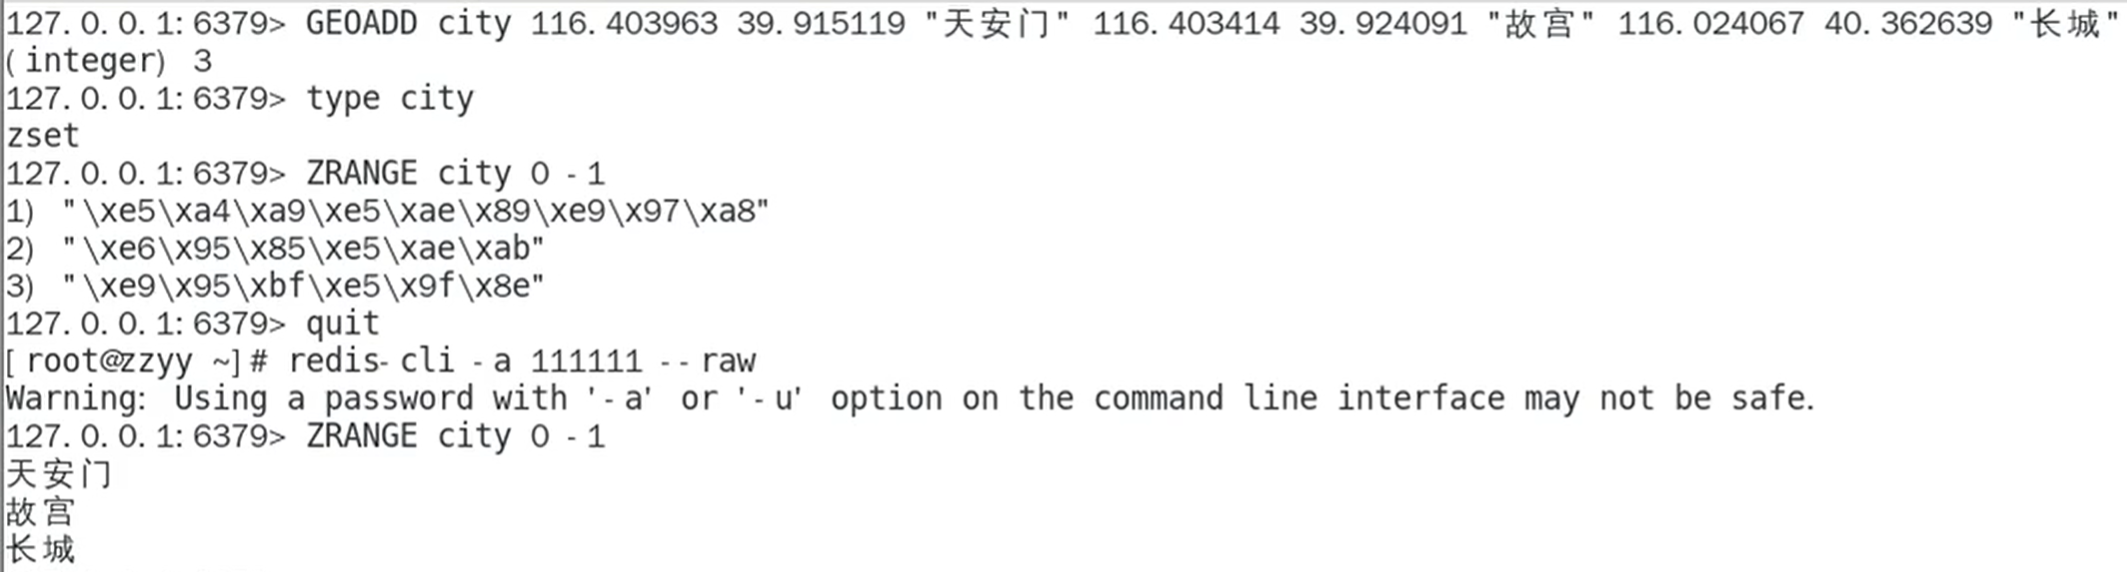 127.0.0.1:6379> GEOADD city 116.403963 39.915119 "天安门" 116.403414 39.924091 "故宫" 116.024067 40.362639 "长城"
(integer) 3
127.0.0.1:6379> type city
zset
127.0.0.1:6379> ZRANGE city 0 -1
1) "\xe5\xa4\xa9\xe5\xae\x89\xe9\x97\xa8"
2) "\xe6\x95\x85\xe5\xae\xab"
3) "\xe9\x95\xbf\xe5\x9f\x8e"
127.0.0.1:6379> quit
[root@zzyy ~]# redis-cli -a 111111 --raw
Warning: Using a password with '-a' or '-u' option on the command line interface may not be safe.
127.0.0.1:6379> ZRANGE city 0 -1
天安门
故宫
长城